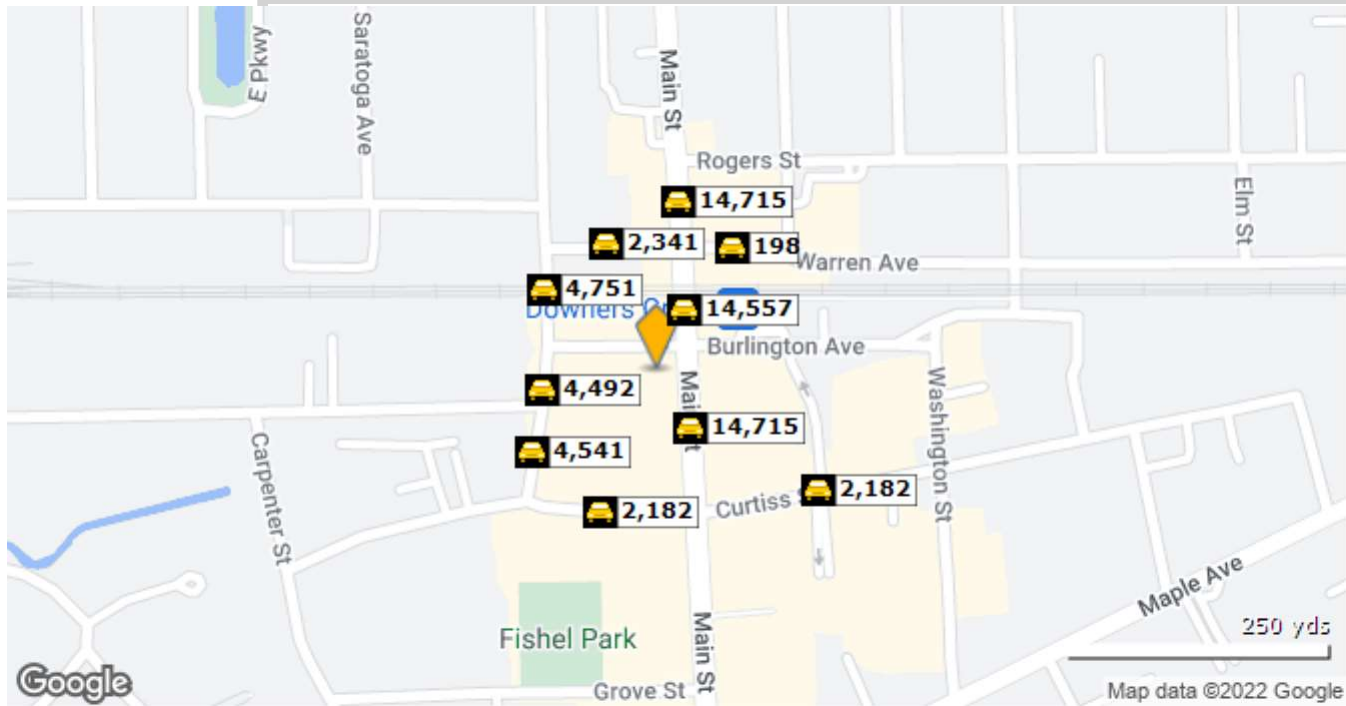 E Pkwy
Saratoga Ave
Main St
Rogers St
14,715
Elm St
2,341
198
Warren Ave
4,751
14,557
Burlington Ave
4,492
Main St
Washington St
14,715
4,541
Carpenter St
2,182
Curtiss
2,182
Maple Ave
Main St
Fishel Park
250 yds
Grove St
Google
Map data ©2022 Google